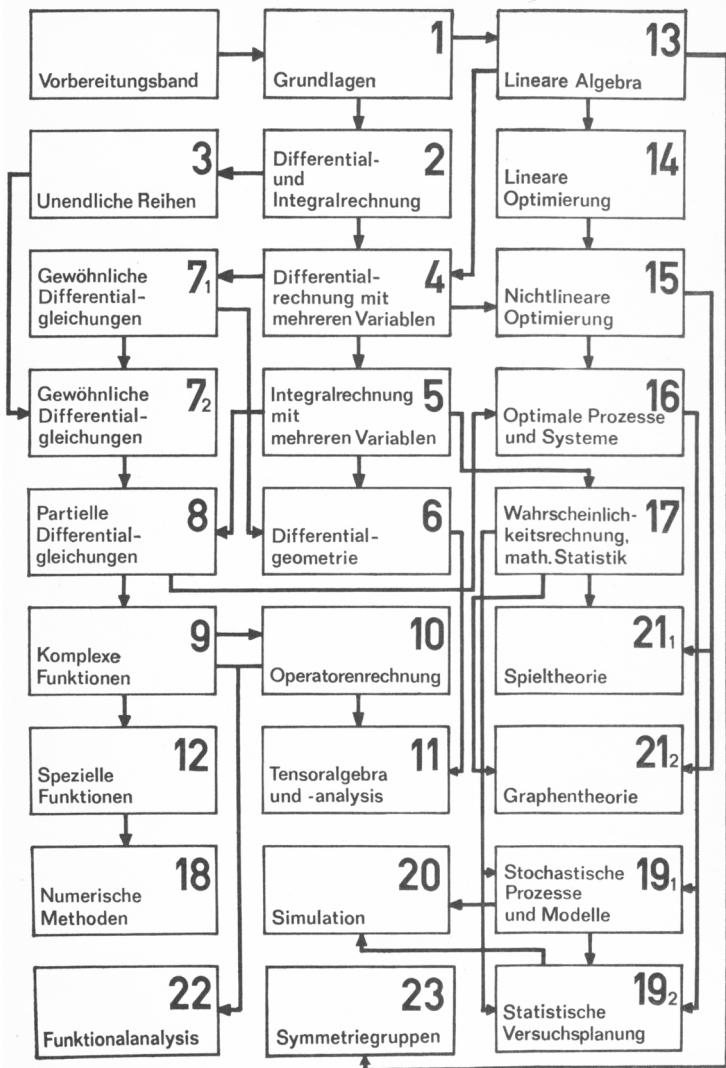 Vorbereitungsband
1
Grundlagen
13
Lineare Algebra
3
Unendliche Reihen
2
Differential-
und
Integralrechnung
14
Lineare
Optimierung
7₁
Gewöhnliche
Differential-
gleichungen
4
Differential-
rechnung mit
mehreren Variablen
15
Nichtlineare
Optimierung
7₂
Gewöhnliche
Differential-
gleichungen
5
Integralrechnung
mit
mehreren Variablen
16
Optimale Prozesse
und Systeme
8
Partielle
Differential-
gleichungen
6
Differential-
geometrie
17
Wahrscheinlich-
keitsrechnung,
math. Statistik
9
Komplexe
Funktionen
10
Operatorenrechnung
21₁
Spieltheorie
12
Spezielle
Funktionen
11
Tensoralgebra
und -analysis
21₂
Graphentheorie
18
Numerische
Methoden
20
Simulation
19₁
Stochastische
Prozesse
und Modelle
22
Funktionalanalysis
23
Symmetriegruppen
19₂
Statistische
Versuchsplanung